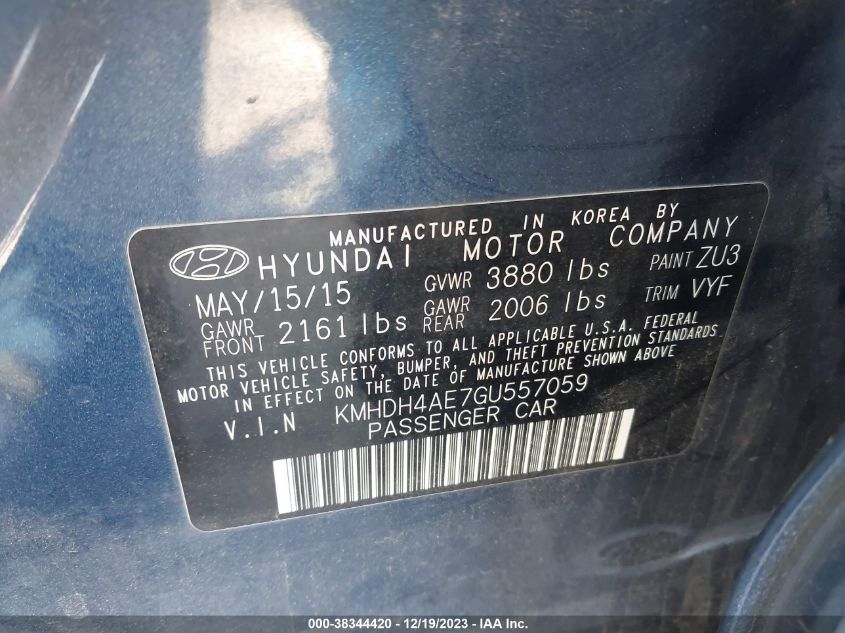 MANUFACTURED IN KOREA BY
HYUNDAI MOTOR COMPANY
MAY/15/15 GVWR 3880 lbs PAINT ZU3
GAWR FRONT 2161 lbs GAWR REAR 2006 lbs TRIM VYF
THIS VEHICLE CONFORMS TO ALL APPLICABLE U.S.A. FEDERAL
MOTOR VEHICLE SAFETY, BUMPER, AND THEFT PREVENTION STANDARDS
IN EFFECT ON THE DATE OF MANUFACTURE SHOWN ABOVE
V.I.N KMHDH4AE7GU557059
PASSENGER CAR
000-38344420 - 12/19/2023 - IAA Inc.